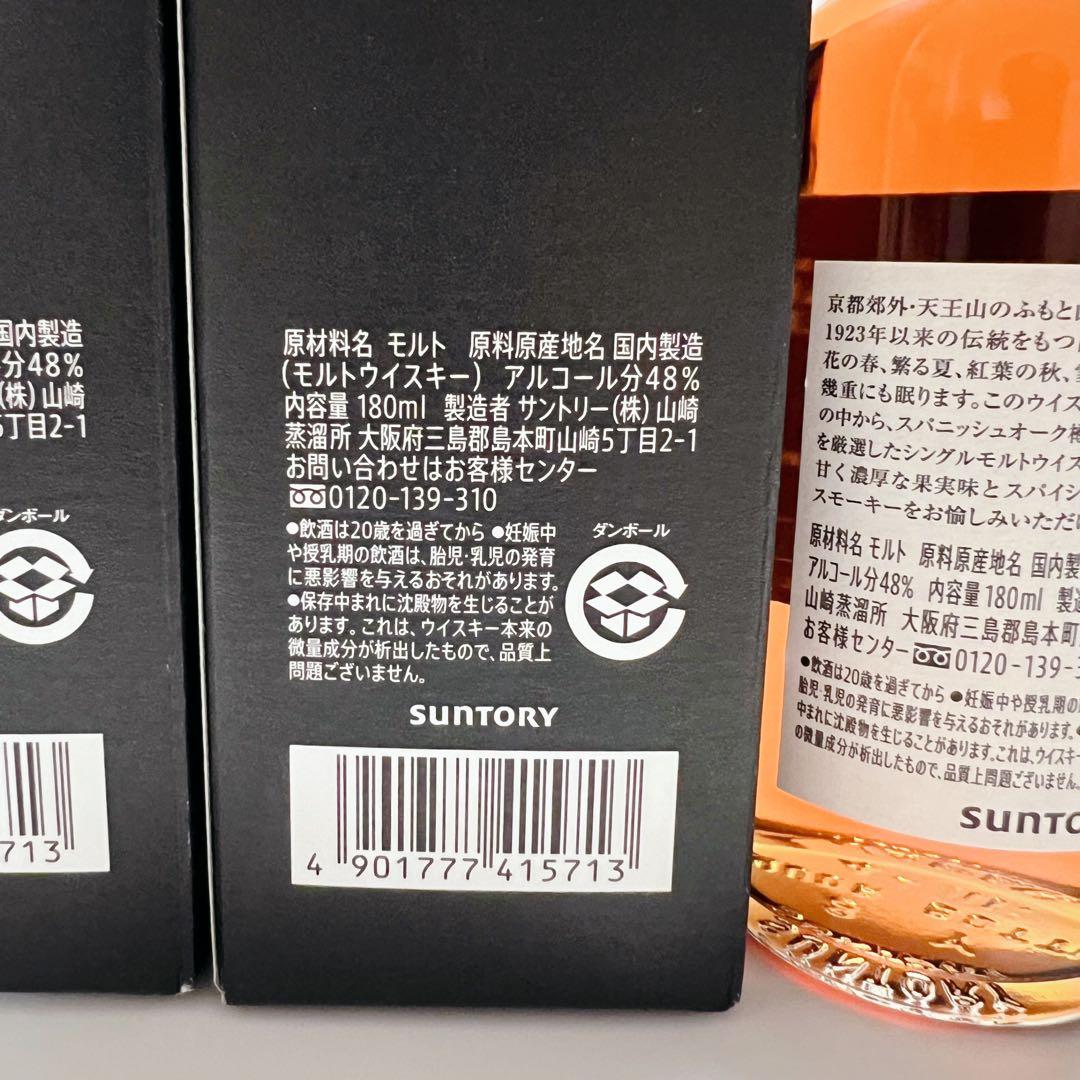 国内製造
分48%
(株) 山崎
5丁目2-1
ダンボール
713
原材料名 モルト 原料原産地名 国内製造
(モルトウイスキー) アルコール分48%
内容量 180ml 製造者 サントリー(株) 山崎
蒸溜所 大阪府三島郡島本町山崎5丁目2-1
お問い合わせはお客様センター
0120-139-310
●飲酒は20歳を過ぎてから ●妊娠中
や授乳期の飲酒は、胎児・乳児の発育
に悪影響を与えるおそれがあります。
●保存中まれに沈殿物を生じることが
あります。これは、ウイスキー本来の
微量成分が析出したもので、品質上
問題ございません。
ダンボール
SUNTORY
4 901777 415713
京都郊外・天王山のふもと
1923年以来の伝統をもつ
花の春、繁る夏、紅葉の秋、
幾重にも眠ります。このウイス
の中から、スパニッシュオーク
を厳選したシングルモルトウイス
甘く濃厚な果実味とスパイシ
スモーキーをお愉しみいただ
原材料名 モルト 原料原産地名 国内製
アルコール分48% 内容量 180ml 製造
山崎蒸溜所 大阪府三島郡島本町
お客様センター 0120-139-3
●飲酒は20歳を過ぎてから ●妊娠中や授乳期の
胎児・乳児の発育に悪影響を与えるおそれがあります。
中まれに沈殿物を生じることがあります。これは、ウイスキー
の微量成分が析出したもので、品質上問題ございません。
SUNTO